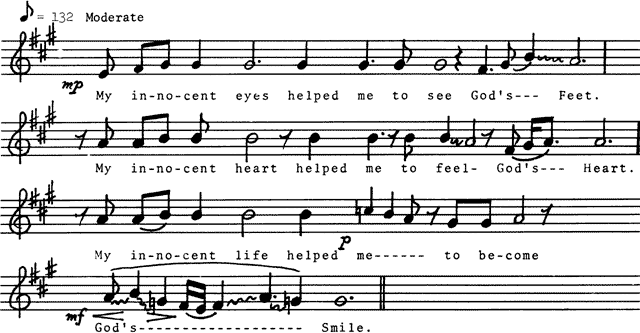 ♪ = 132 Moderate
mp
My in-no-cent eyes helped me to see God's--- Feet.
My in-no-cent heart helped me to feel- God's--- Heart.
p
My in-no-cent life helped me------ to be-come
mf
God's------------------ Smile.